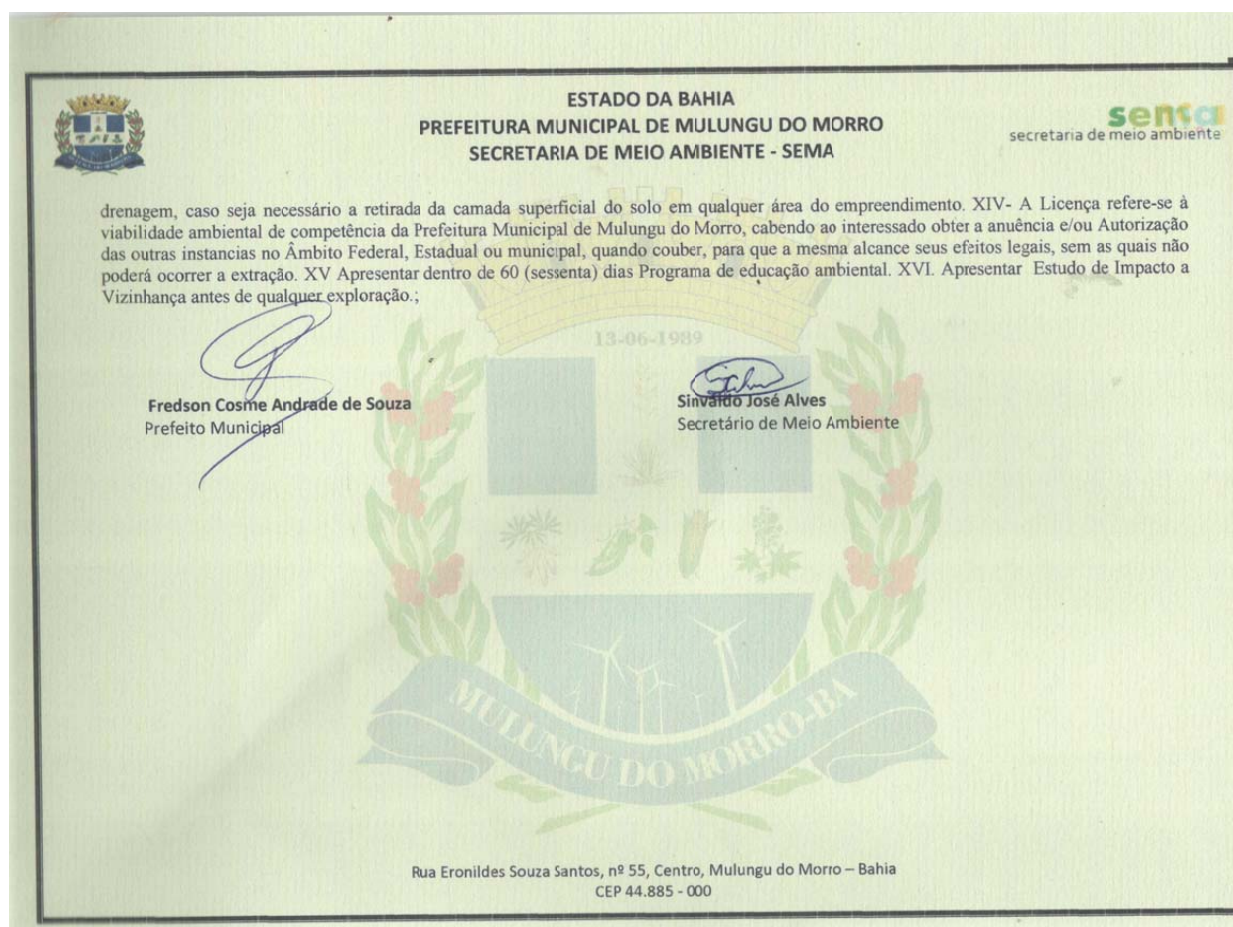 ESTADO DA BAHIA
PREFEITURA MUNICIPAL DE MULUNGU DO MORRO
SECRETARIA DE MEIO AMBIENTE - SEMA
sema
secretaria de meio ambiente
drenagem, caso seja necessário a retirada da camada superficial do solo em qualquer área do empreendimento. XIV- A Licença refere-se à
viabilidade ambiental de competência da Prefeitura Municipal de Mulungu do Morro, cabendo ao interessado obter a anuência e/ou Autorização
das outras instancias no Âmbito Federal, Estadual ou municipal, quando couber, para que a mesma alcance seus efeitos legais, sem as quais não
poderá ocorrer a extração. XV Apresentar dentro de 60 (sessenta) dias Programa de educação ambiental. XVI. Apresentar Estudo de Impacto a
Vizinhança antes de qualquer exploração.;
13-06-1989
Fredson Cosme Andrade de Souza
Prefeito Municipal
Sinvaldo José Alves
Secretário de Meio Ambiente
MULUNGU DO MORRO-BA
Rua Eronildes Souza Santos, nº 55, Centro, Mulungu do Morro – Bahia
CEP 44.885 - 000